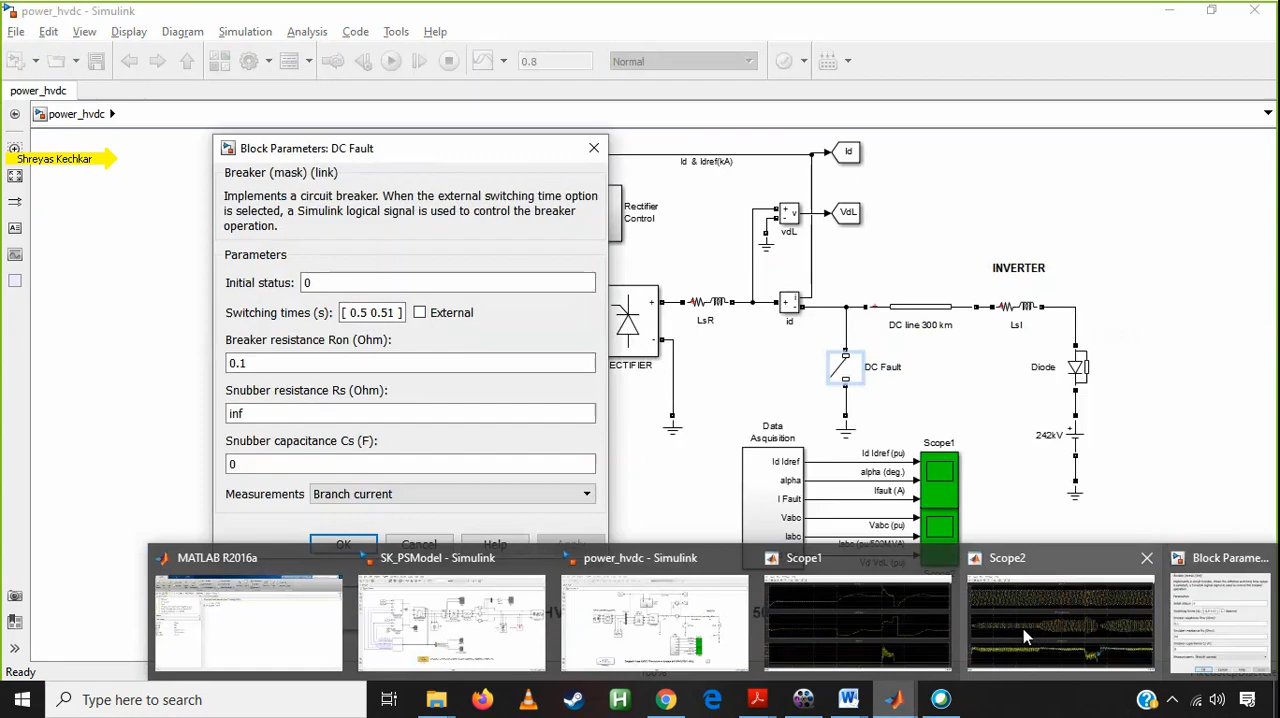 power_hvdc - Simulink
File Edit View Display Diagram Simulation Analysis Code Tools Help
0.8
Normal
power_hvdc
power_hvdc
Shreyas Kechkar
Block Parameters: DC Fault
Breaker (mask) (link)
Implements a circuit breaker. When the external switching time option
is selected, a Simulink logical signal is used to control the breaker
operation.
Parameters
Initial status: 0
Switching times (s): [ 0.5 0.51 ] External
Breaker resistance Ron (Ohm):
0.1
Snubber resistance Rs (Ohm):
inf
Snubber capacitance Cs (F):
0
Measurements Branch current
OK Cancel Help
Id & Idref(kA)
Id
Rectifier
Control
+
v
-
VdL
vdL
INVERTER
+
-
LsR
+
i
-
id
DC line 300 km
LsI
ECTIFIER
DC Fault
Diode
+
242kV
Data
Acquisition
Scope1
Id Idref
Id Idref (pu)
alpha
alpha (deg.)
I Fault
Ifault (A)
Vabc
Vabc (pu)
Iabc
MATLAB R2016a
SK_PSModel - Simulink
power_hvdc - Simulink
Scope1
Scope2
Block Parame...
Ready
Type here to search